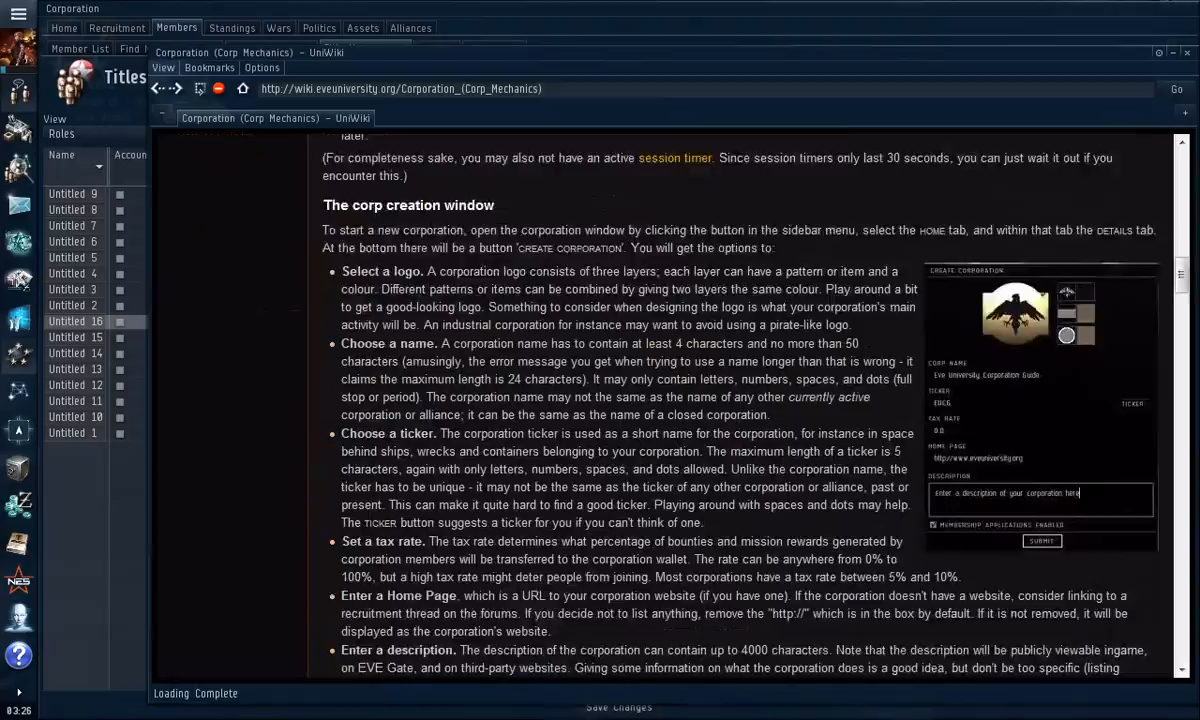 Corporation
Home Recruitment Members Standings Wars Politics Assets Alliances
Member List Find
Corporation (Corp Mechanics) – UniWiki
View Bookmarks Options
Titles
http://wiki.eveuniversity.org/Corporation_(Corp_Mechanics) Go
View
Corporation (Corp Mechanics) – UniWiki
Roles
Name Accoun
Untitled 9
Untitled 8
Untitled 7
Untitled 6
Untitled 5
Untitled 4
Untitled 3
Untitled 2
Untitled 16
Untitled 15
Untitled 14
Untitled 13
Untitled 12
Untitled 11
Untitled 10
Untitled 1
later.
(For completeness sake, you may also not have an active session timer. Since session timers only last 30 seconds, you can just wait it out if you
encounter this.)
The corp creation window
To start a new corporation, open the corporation window by clicking the button in the sidebar menu, select the HOME tab, and within that tab the DETAILS tab.
At the bottom there will be a button 'CREATE CORPORATION'. You will get the options to:
Select a logo. A corporation logo consists of three layers; each layer can have a pattern or item and a
colour. Different patterns or items can be combined by giving two layers the same colour. Play around a bit
to get a good-looking logo. Something to consider when designing the logo is what your corporation's main
activity will be. An industrial corporation for instance may want to avoid using a pirate-like logo.
Choose a name. A corporation name has to contain at least 4 characters and no more than 50
characters (amusingly, the error message you get when trying to use a name longer than that is wrong - it
claims the maximum length is 24 characters). It may only contain letters, numbers, spaces, and dots (full
stop or period). The corporation name may not the same as the name of any other currently active
corporation or alliance; it can be the same as the name of a closed corporation.
Choose a ticker. The corporation ticker is used as a short name for the corporation, for instance in space
behind ships, wrecks and containers belonging to your corporation. The maximum length of a ticker is 5
characters, again with only letters, numbers, spaces, and dots allowed. Unlike the corporation name, the
ticker has to be unique - it may not be the same as the ticker of any other corporation or alliance, past or
present. This can make it quite hard to find a good ticker. Playing around with spaces and dots may help.
The TICKER button suggests a ticker for you if you can't think of one.
Set a tax rate. The tax rate determines what percentage of bounties and mission rewards generated by
corporation members will be transferred to the corporation wallet. The rate can be anywhere from 0% to
100%, but a high tax rate might deter people from joining. Most corporations have a tax rate between 5% and 10%.
Enter a Home Page, which is a URL to your corporation website (if you have one). If the corporation doesn't have a website, consider linking to a
recruitment thread on the forums. If you decide not to list anything, remove the "http://" which is in the box by default. If it is not removed, it will be
displayed as the corporation's website.
Enter a description. The description of the corporation can contain up to 4000 characters. Note that the description will be publicly viewable ingame,
on EVE Gate, and on third-party websites. Giving some information on what the corporation does is a good idea, but don't be too specific (listing
CREATE CORPORATION
CORP NAME
Eve University Corporation Guide
TICKER
EUCG TICKER
TAX RATE
0.0
HOME PAGE
http://www.eveuniversity.org
DESCRIPTION
Enter a description of your corporation here
MEMBERSHIP APPLICATIONS ENABLED
SUBMIT
Loading Complete
Save Changes
NES
03:26